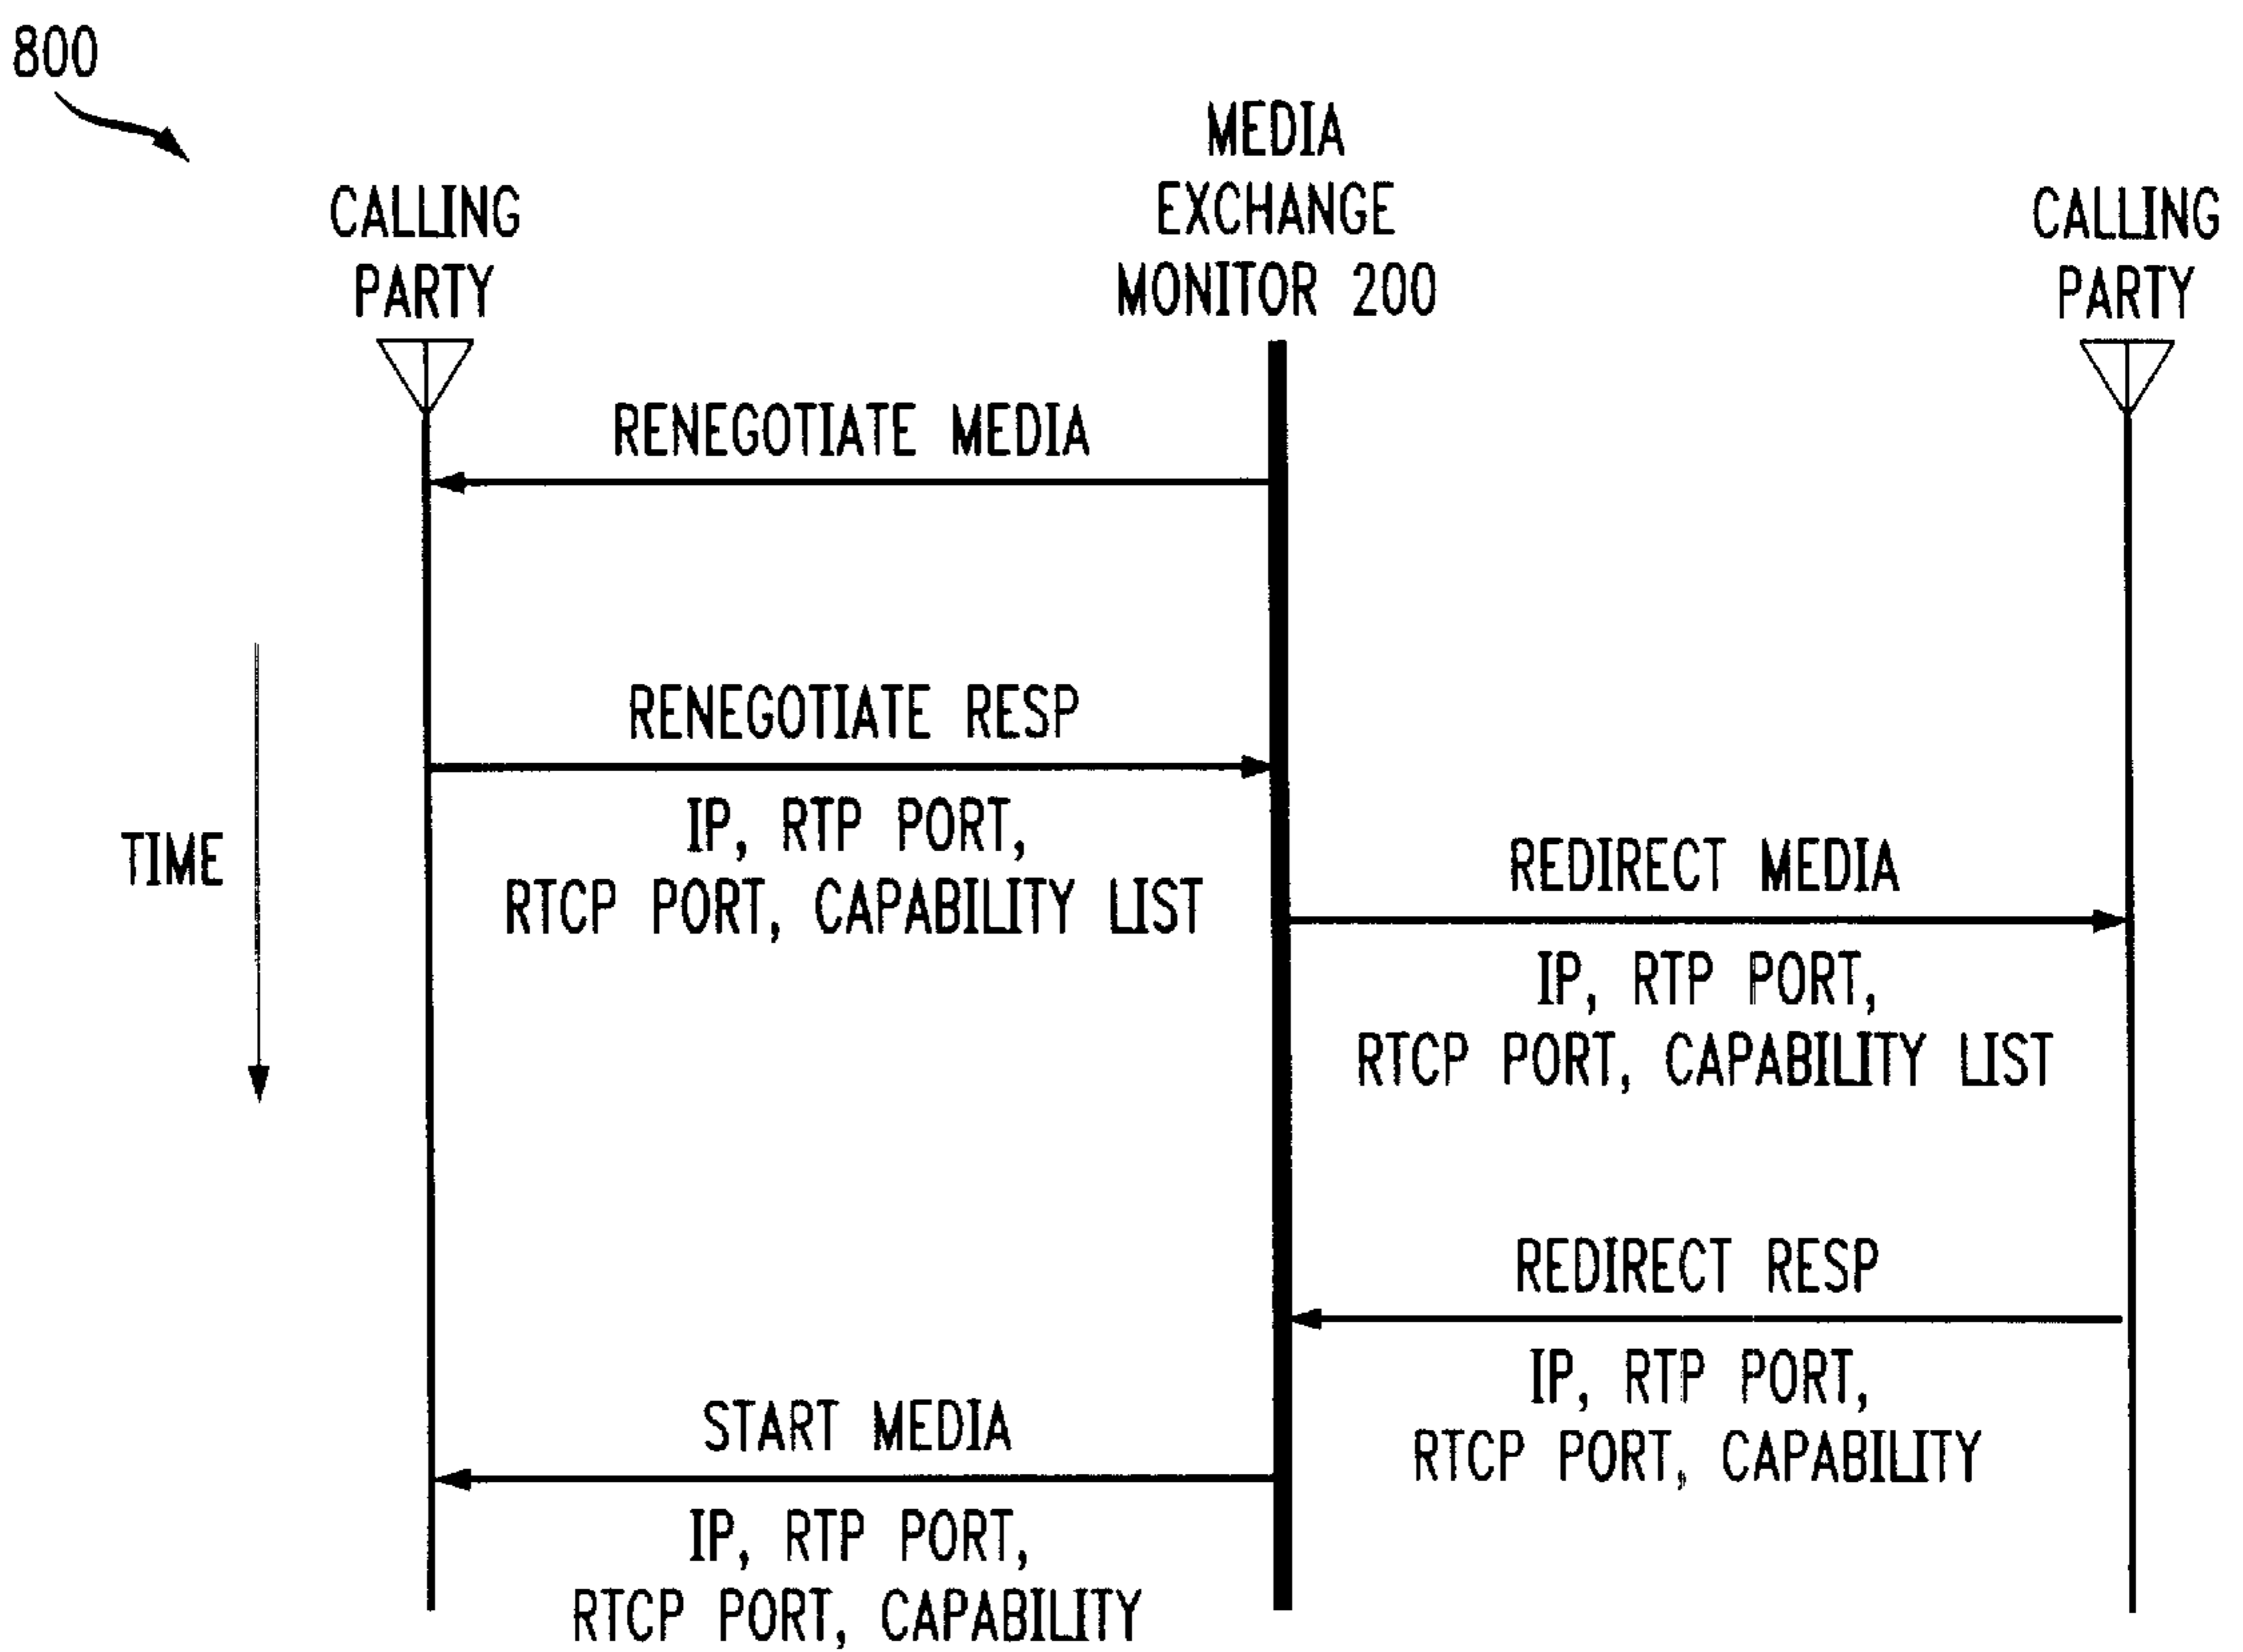 800
MEDIA
EXCHANGE
MONITOR 200
CALLING
PARTY
CALLING
PARTY
RENEGOTIATE MEDIA
RENEGOTIATE RESP
IP, RTP PORT,
RTCP PORT, CAPABILITY LIST
TIME
REDIRECT MEDIA
IP, RTP PORT,
RTCP PORT, CAPABILITY LIST
REDIRECT RESP
IP, RTP PORT,
RTCP PORT, CAPABILITY
START MEDIA
IP, RTP PORT,
RTCP PORT, CAPABILITY